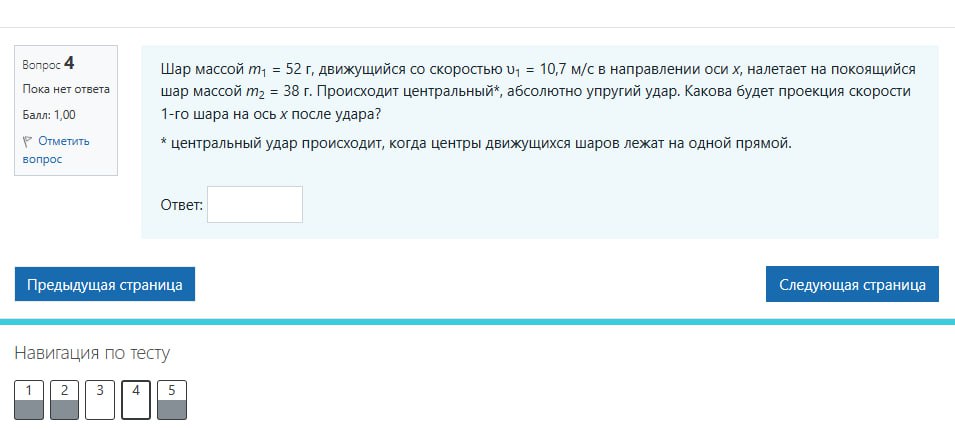 Вопрос 4
Пока нет ответа
Балл: 1,00
Отметить
вопрос
Шар массой m₁ = 52 г, движущийся со скоростью υ₁ = 10,7 м/с в направлении оси x, налетает на покоящийся
шар массой m₂ = 38 г. Происходит центральный*, абсолютно упругий удар. Какова будет проекция скорости
1-го шара на ось x после удара?
* центральный удар происходит, когда центры движущихся шаров лежат на одной прямой.
Ответ:
Предыдущая страница
Следующая страница
Навигация по тесту
1 2 3 4 5